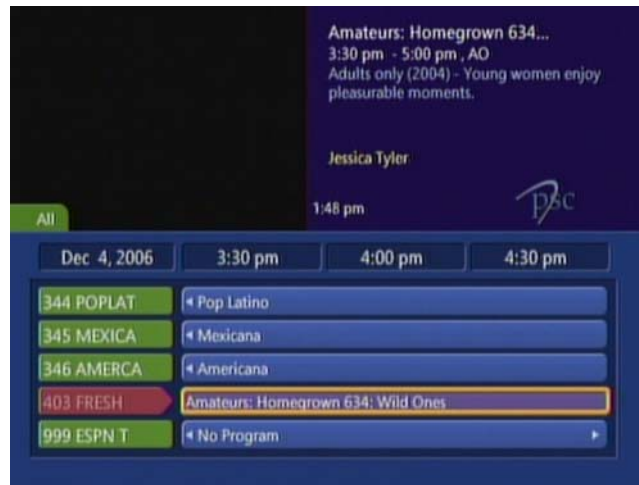 Amateurs: Homegrown 634...
3:30 pm - 5:00 pm , AO
Adults only (2004) - Young women enjoy
pleasurable moments.
Jessica Tyler
1:48 pm
psc
All
Dec 4, 2006
3:30 pm
4:00 pm
4:30 pm
344 POPLAT
Pop Latino
345 MEXICA
Mexicana
346 AMERCA
Americana
403 FRESH
Amateurs: Homegrown 634: Wild Ones
999 ESPN T
No Program